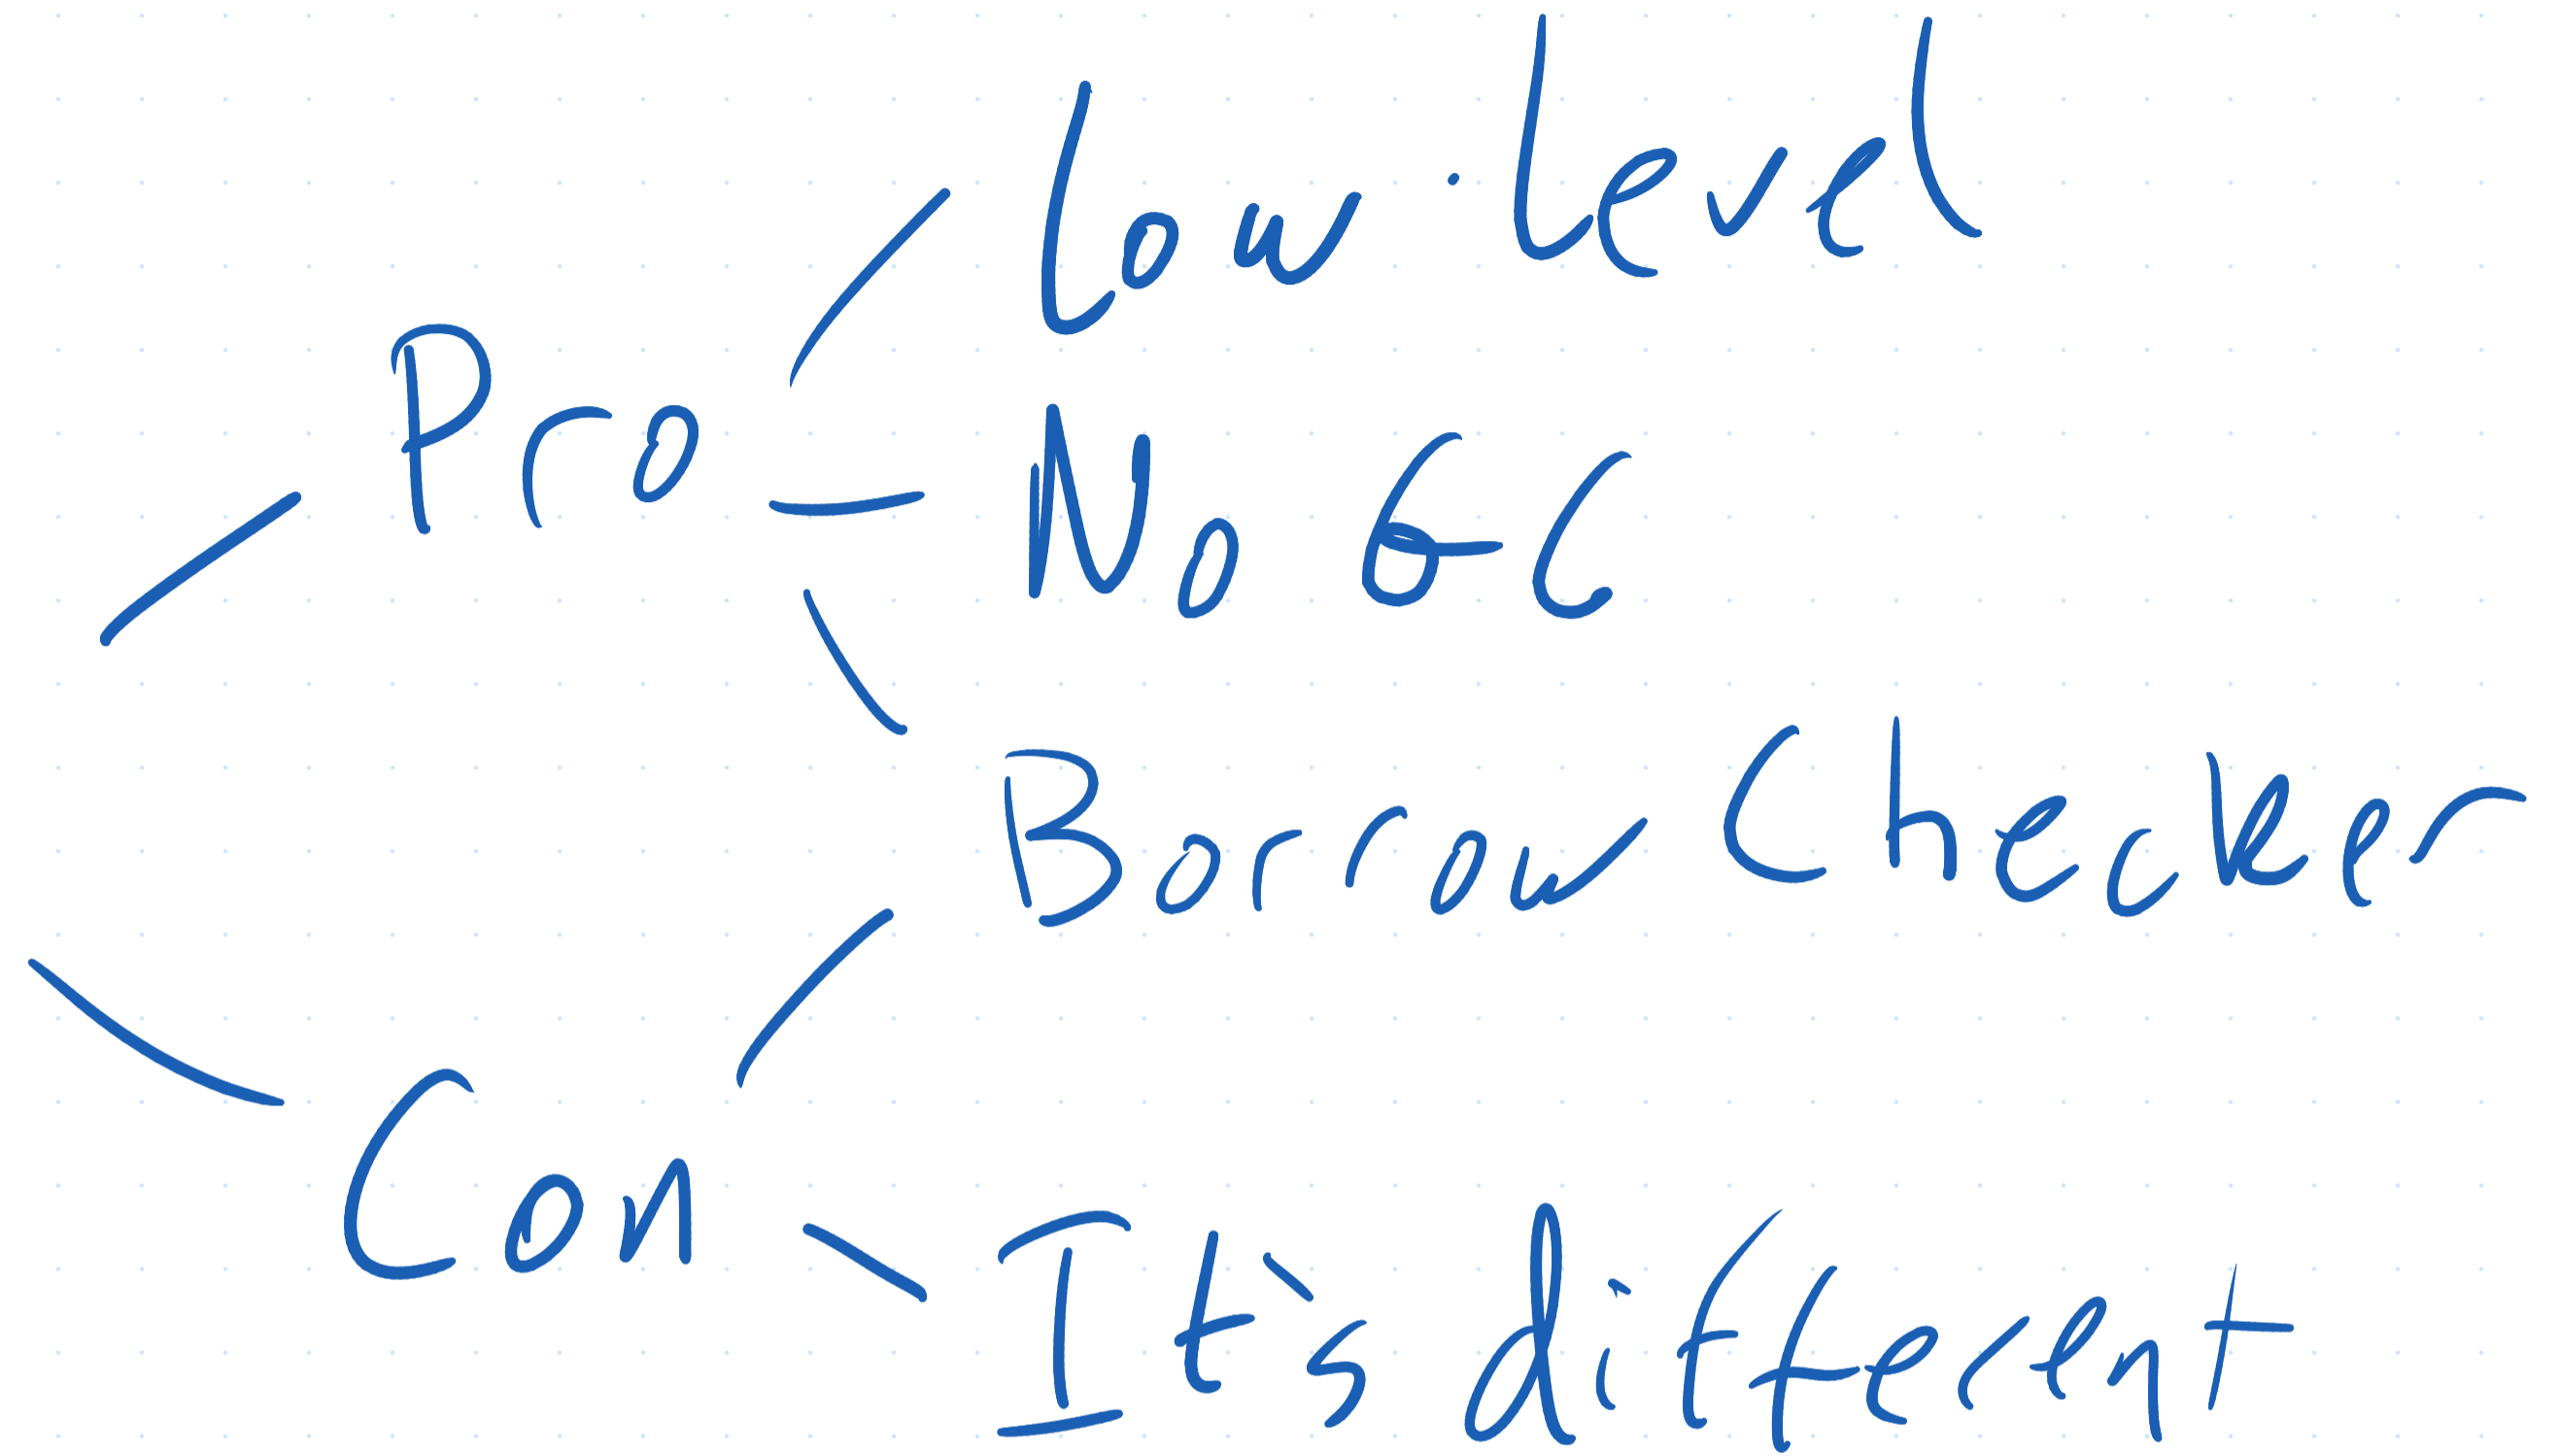 Low-Level
Pro
No GC
Borrow Checker
Con
It's different